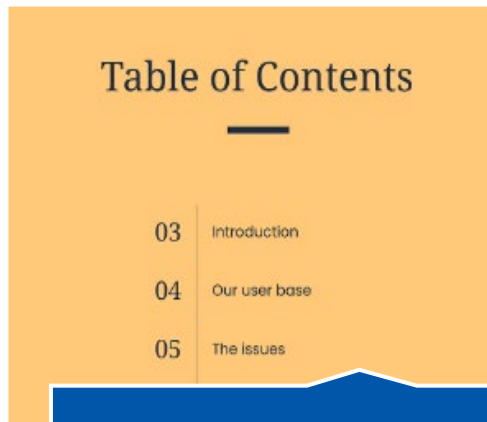 Table of Contents
03 Introduction
04 Our user base
05 The issues